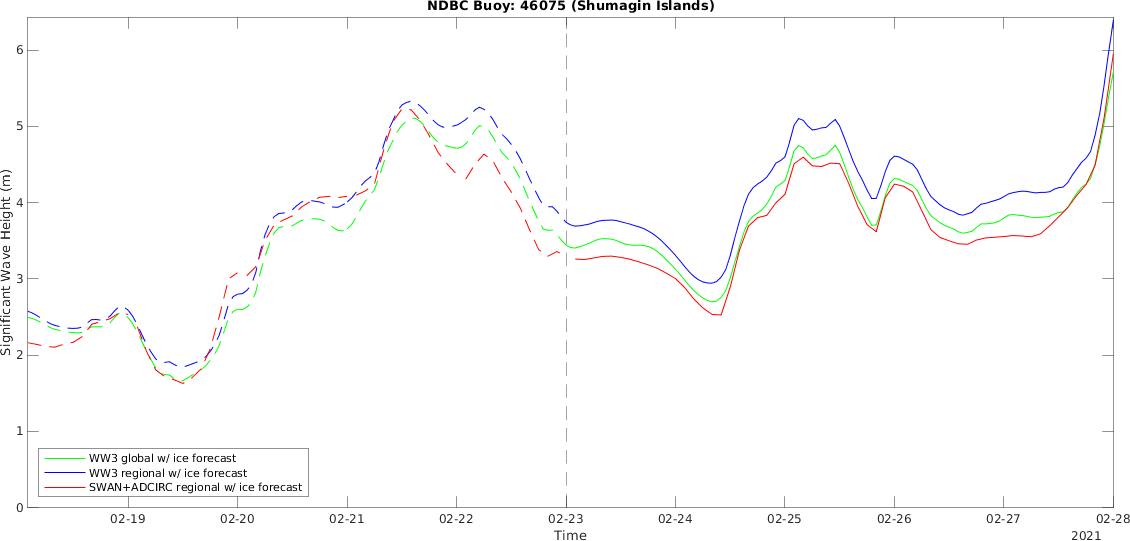 NDBC Buoy: 46075 (Shumagin Islands)
Significant Wave Height (m)
6
5
4
3
2
1
0
WW3 global w/ ice forecast
WW3 regional w/ ice forecast
SWAN+ADCIRC regional w/ ice forecast
02-19 02-20 02-21 02-22 02-23 02-24 02-25 02-26 02-27 02-28
Time
2021